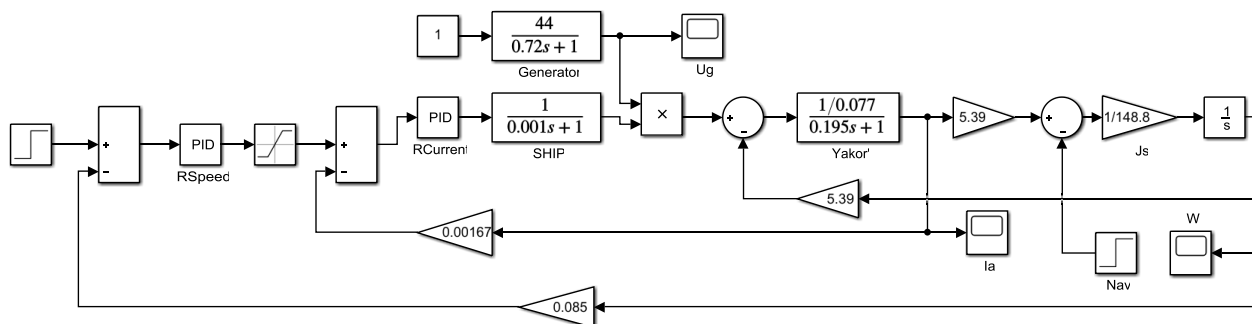 1
44
0.72s + 1
Generator
Ug
+
−
PID
RSpeed
+
−
PID
RCurrent
1
0.001s + 1
SHIP
×
+
−
1/0.077
0.195s + 1
Yakor'
5.39
+
−
1/148.8
Js
1
s
5.39
0.00167
Ia
Nav
W
0.085